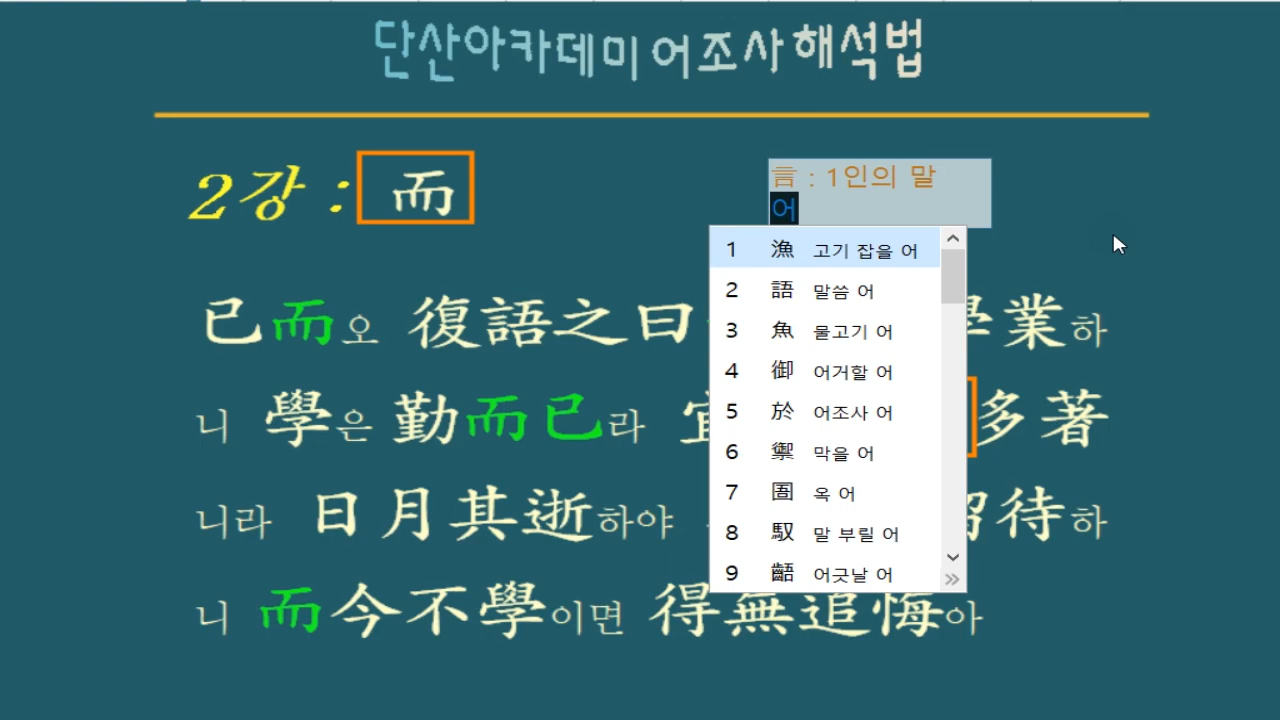 단산아카데미 어조사 해석법
2강 : 而
言 : 1인의 말
어
1 漁 고기 잡을 어
2 語 말씀 어
3 魚 물고기 어
4 御 어거할 어
5 於 어조사 어
6 禦 막을 어
7 圄 옥 어
8 馭 말 부릴 어
9 齬 어긋날 어
已而오 復語之曰 學業하
니 學은 勤而已라 宜 多著
니라 日月其逝하야 留待하
니 而今不學이면 得無追悔아